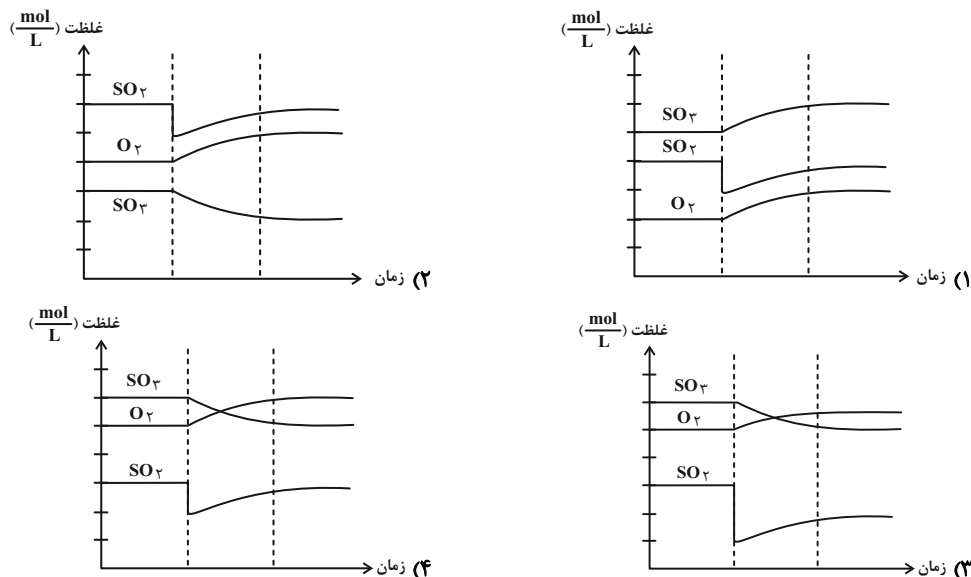 غلظت (mol/L)
SO۳
SO۲
O۲
زمان
۱)
غلظت (mol/L)
SO۲
O۲
SO۳
زمان
۲)
غلظت (mol/L)
SO۳
O۲
SO۲
زمان
۳)
غلظت (mol/L)
SO۳
O۲
SO۲
زمان
۴)